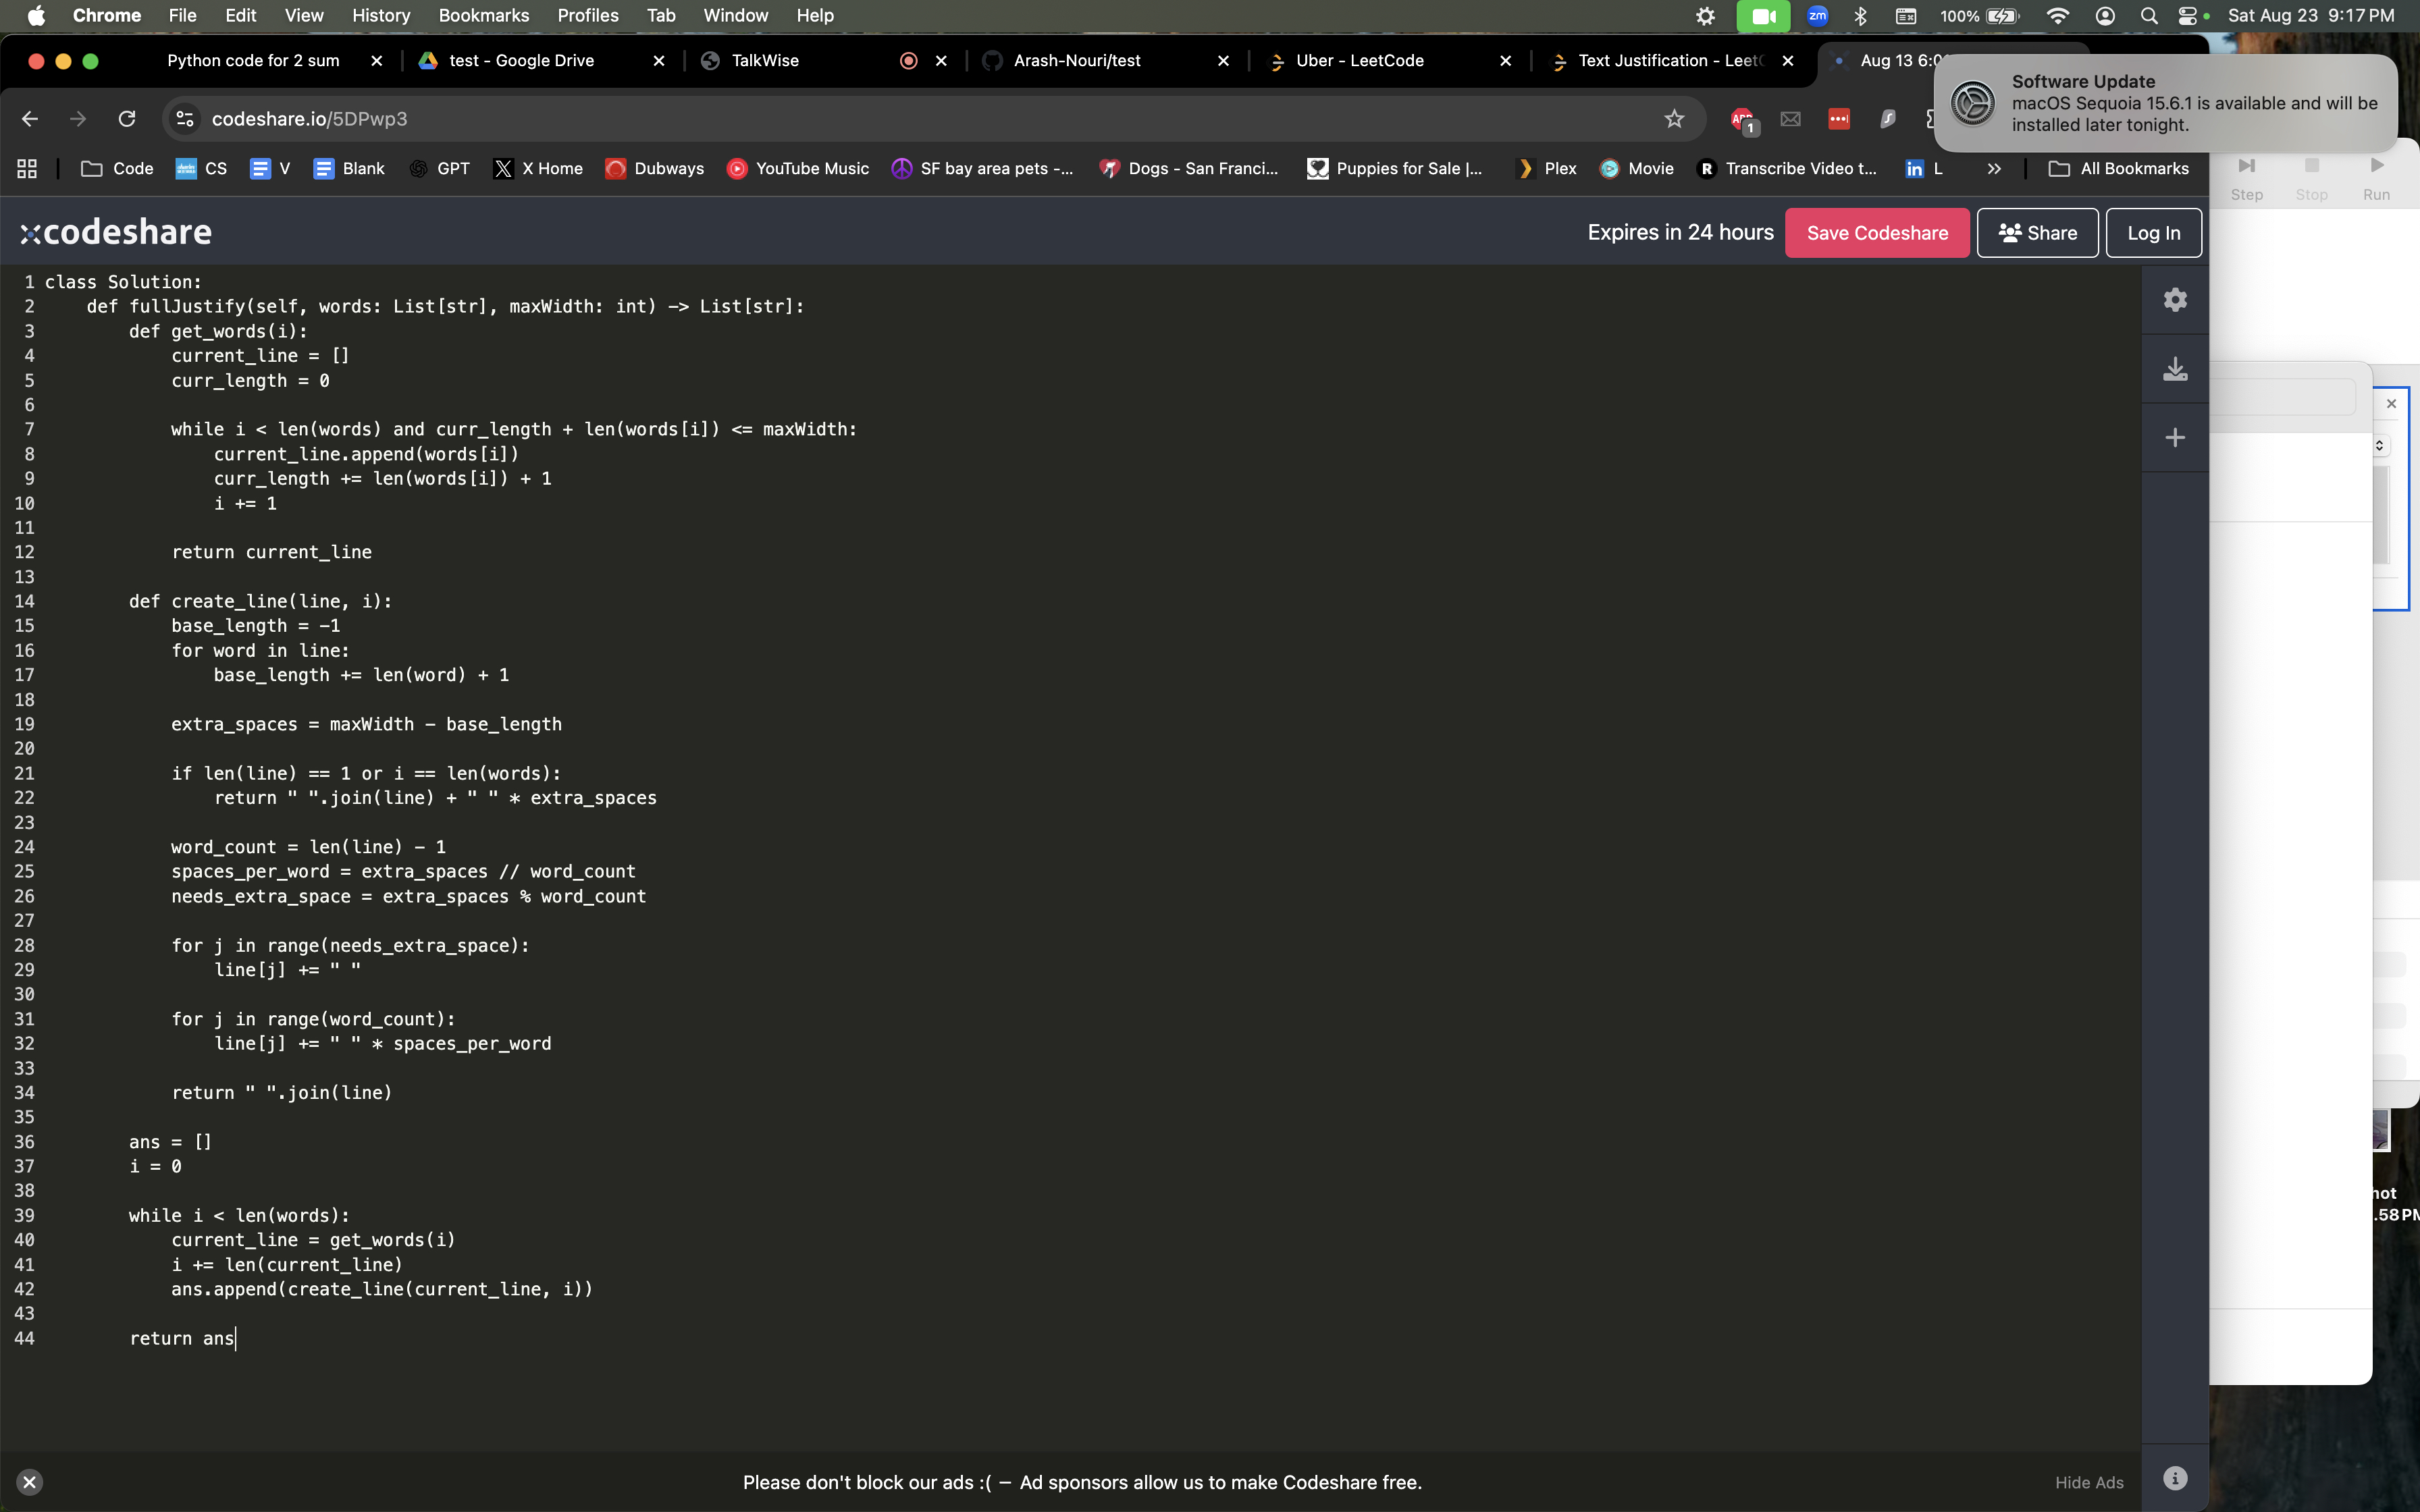 Chrome File Edit View History Bookmarks Profiles Tab Window Help
zm 100% Sat Aug 23 9:17 PM
Python code for 2 sum
test - Google Drive
TalkWise
Arash-Nouri/test
Uber - LeetCode
Text Justification - Leet
Aug 13 6:0
Software Update
macOS Sequoia 15.6.1 is available and will be
installed later tonight.
codeshare.io/5DPwp3
1
Code CS V Blank GPT X Home Dubways YouTube Music SF bay area pets -... Dogs - San Franci... Puppies for Sale |... Plex Movie Transcribe Video t... L
All Bookmarks
Step Stop Run
codeshare
Expires in 24 hours
Save Codeshare
Share
Log In
1 class Solution:
2     def fullJustify(self, words: List[str], maxWidth: int) -> List[str]:
3         def get_words(i):
4             current_line = []
5             curr_length = 0
6
7             while i < len(words) and curr_length + len(words[i]) <= maxWidth:
8                 current_line.append(words[i])
9                 curr_length += len(words[i]) + 1
10                 i += 1
11
12             return current_line
13
14         def create_line(line, i):
15             base_length = -1
16             for word in line:
17                 base_length += len(word) + 1
18
19             extra_spaces = maxWidth - base_length
20
21             if len(line) == 1 or i == len(words):
22                 return " ".join(line) + " " * extra_spaces
23
24             word_count = len(line) - 1
25             spaces_per_word = extra_spaces // word_count
26             needs_extra_space = extra_spaces % word_count
27
28             for j in range(needs_extra_space):
29                 line[j] += " "
30
31             for j in range(word_count):
32                 line[j] += " " * spaces_per_word
33
34             return " ".join(line)
35
36         ans = []
37         i = 0
38
39         while i < len(words):
40             current_line = get_words(i)
41             i += len(current_line)
42             ans.append(create_line(current_line, i))
43
44         return ans
hot
.58 PM
Please don't block our ads :( — Ad sponsors allow us to make Codeshare free.
Hide Ads